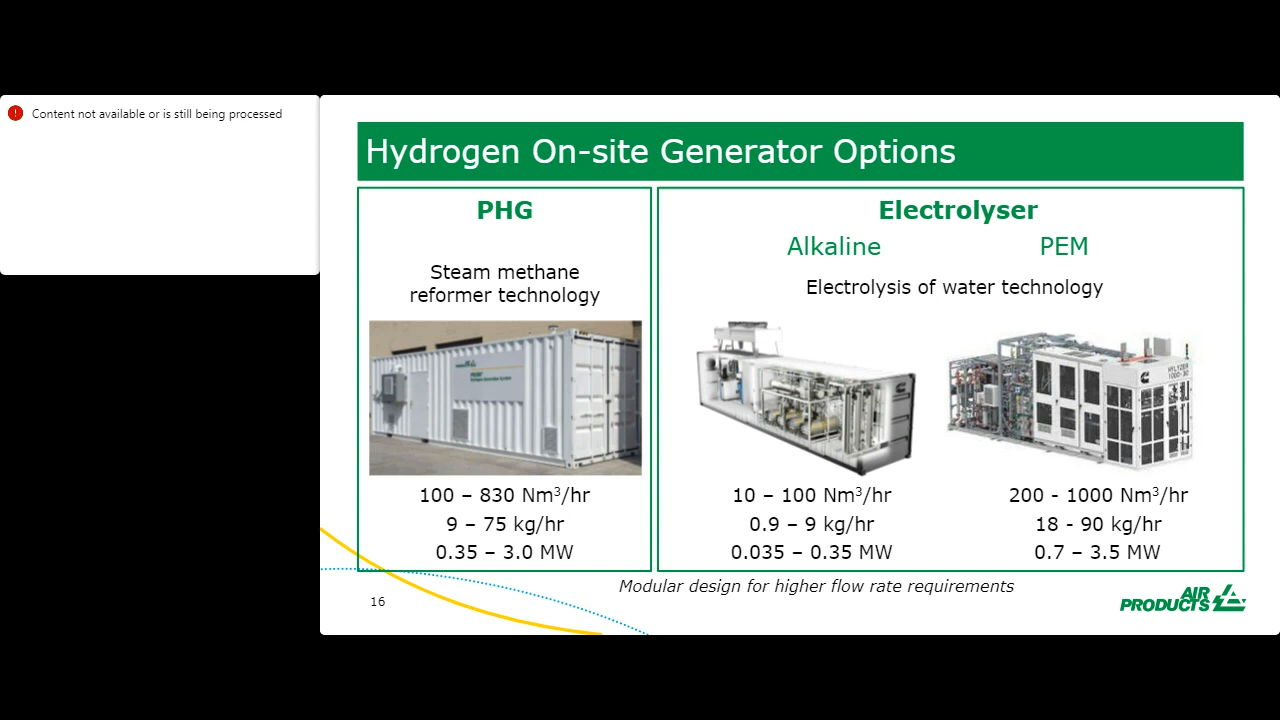 Content not available or is still being processed
Hydrogen On-site Generator Options
PHG
Steam methane
reformer technology
100 – 830 Nm³/hr
9 – 75 kg/hr
0.35 – 3.0 MW
Electrolyser
Alkaline
PEM
Electrolysis of water technology
HYLYZER
1000-30
10 – 100 Nm³/hr
0.9 – 9 kg/hr
0.035 – 0.35 MW
200 - 1000 Nm³/hr
18 - 90 kg/hr
0.7 – 3.5 MW
Modular design for higher flow rate requirements
16
AIR
PRODUCTS